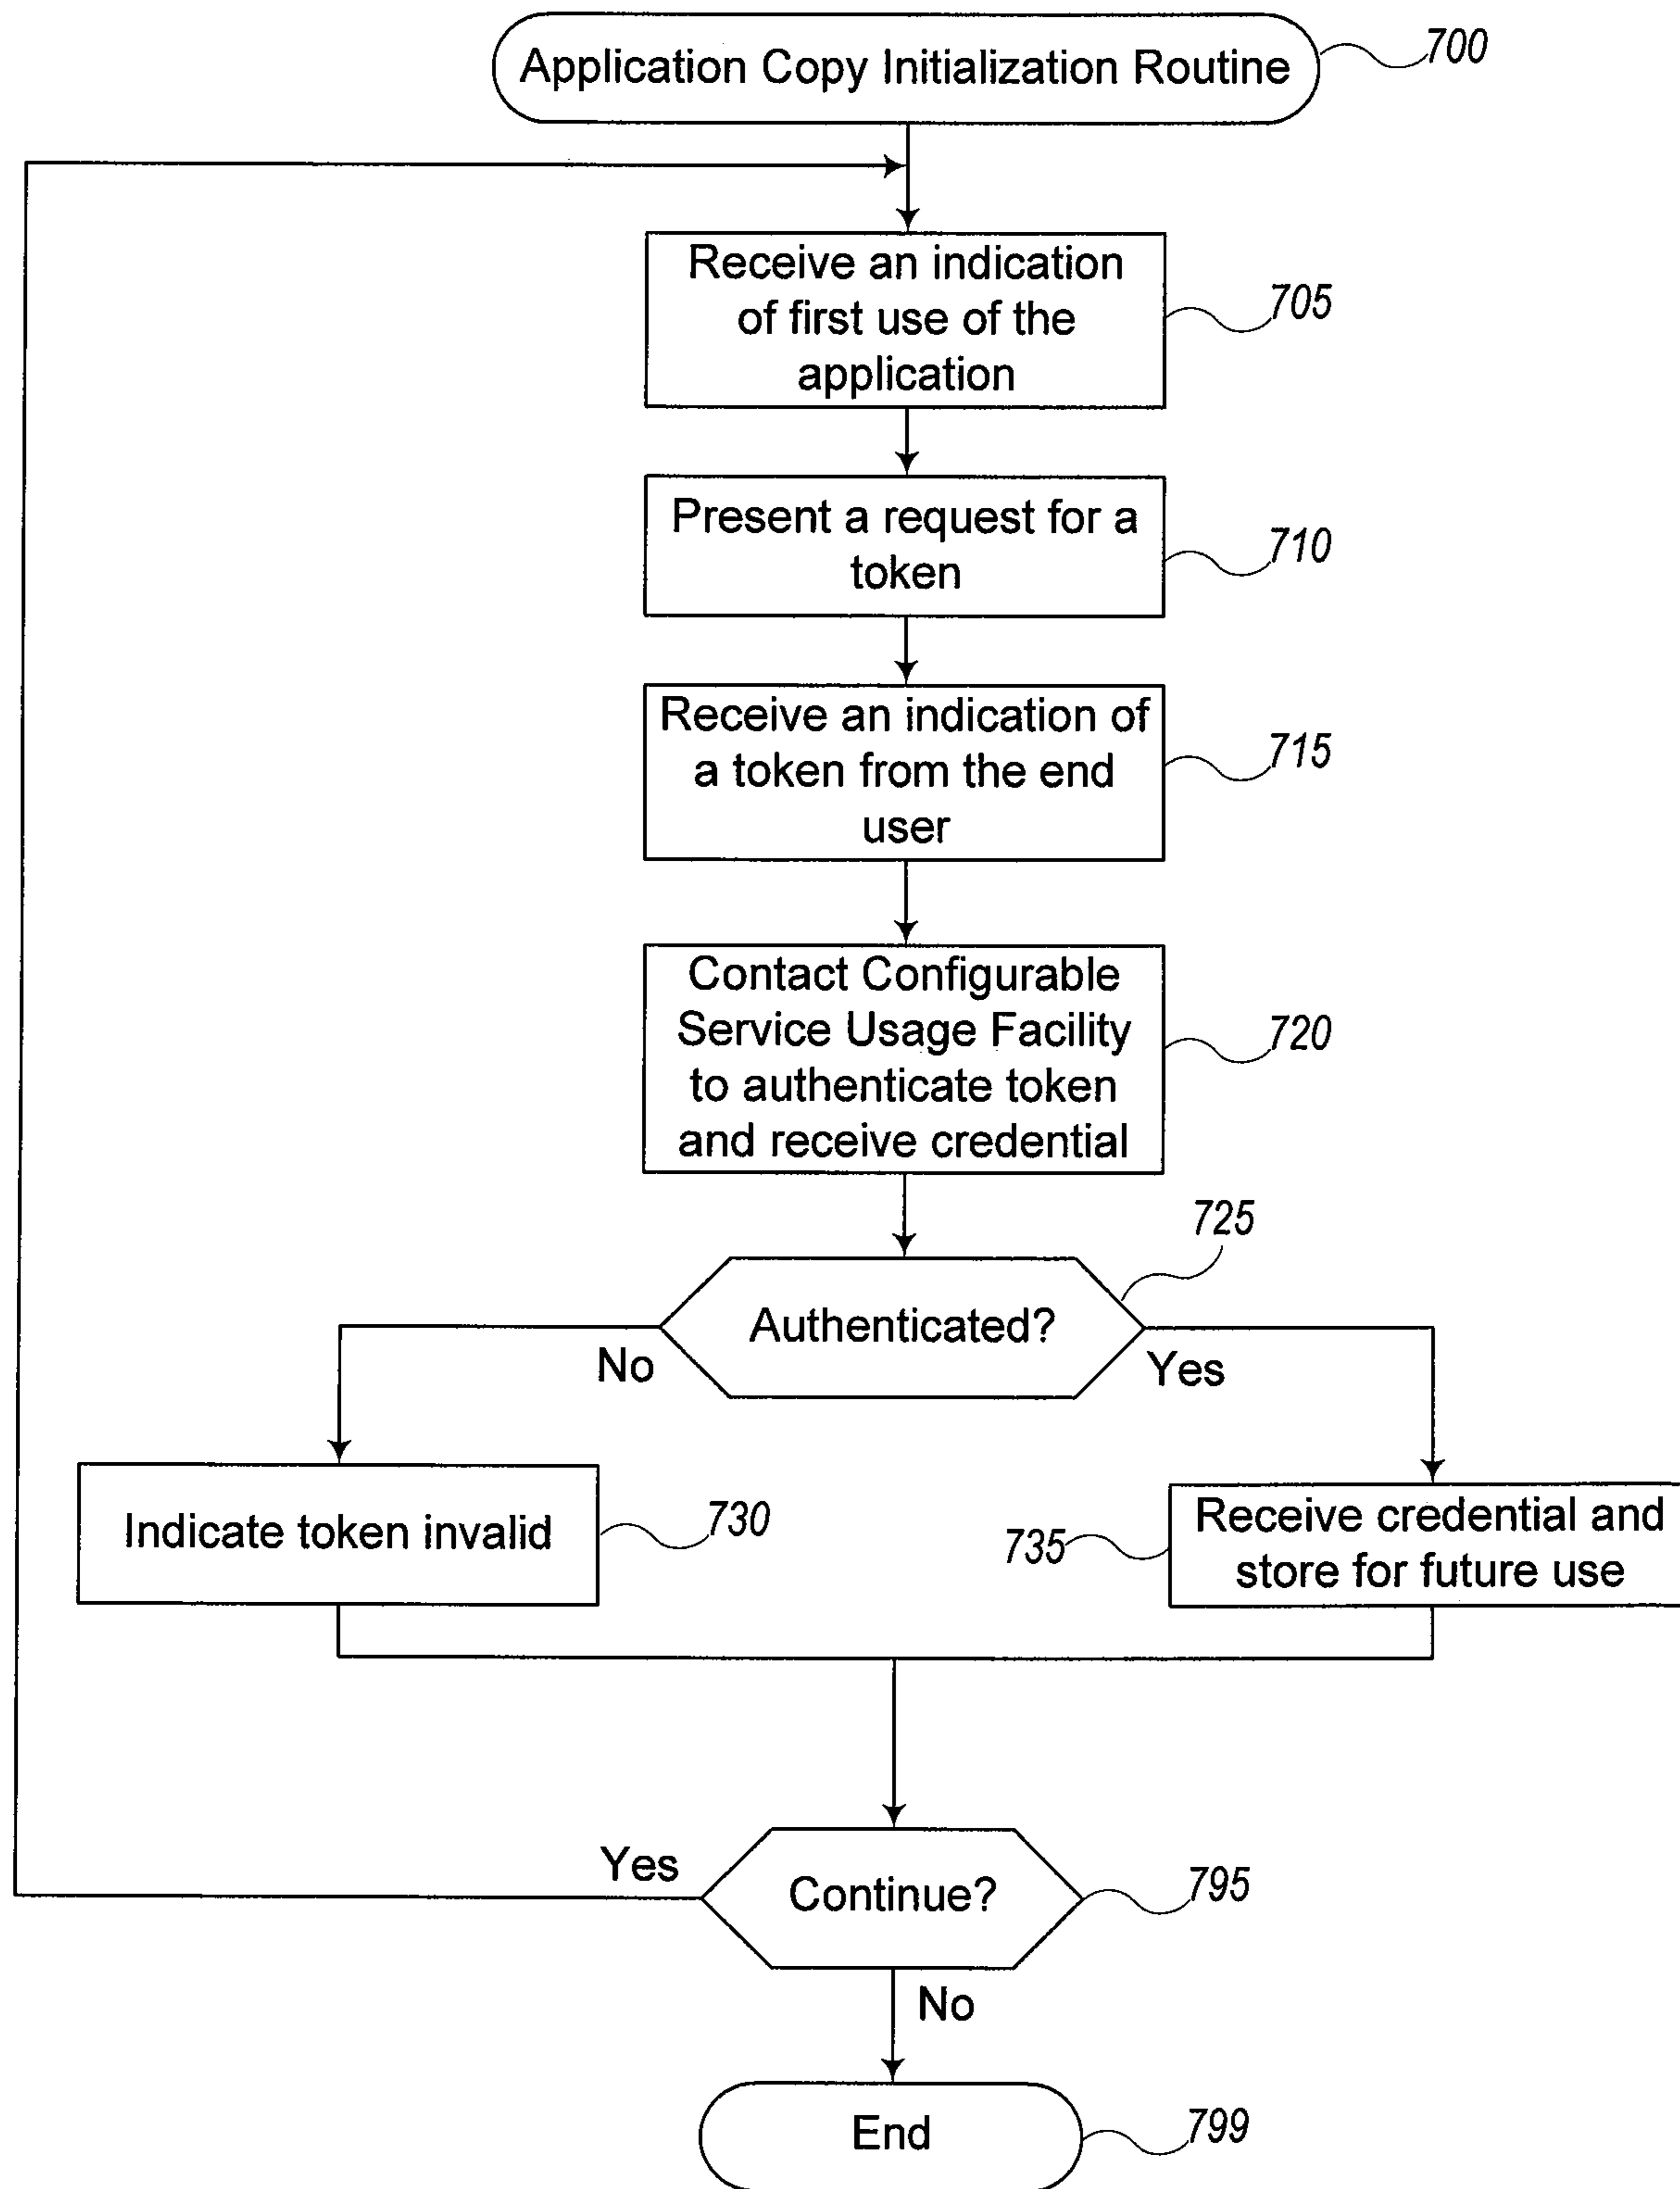 Application Copy Initialization Routine
700
Receive an indication
of first use of the
application
705
Present a request for a
token
710
Receive an indication of
a token from the end
user
715
Contact Configurable
Service Usage Facility
to authenticate token
and receive credential
720
725
Authenticated?
No
Yes
Indicate token invalid
730
735
Receive credential and
store for future use
Yes
Continue?
795
No
End
799